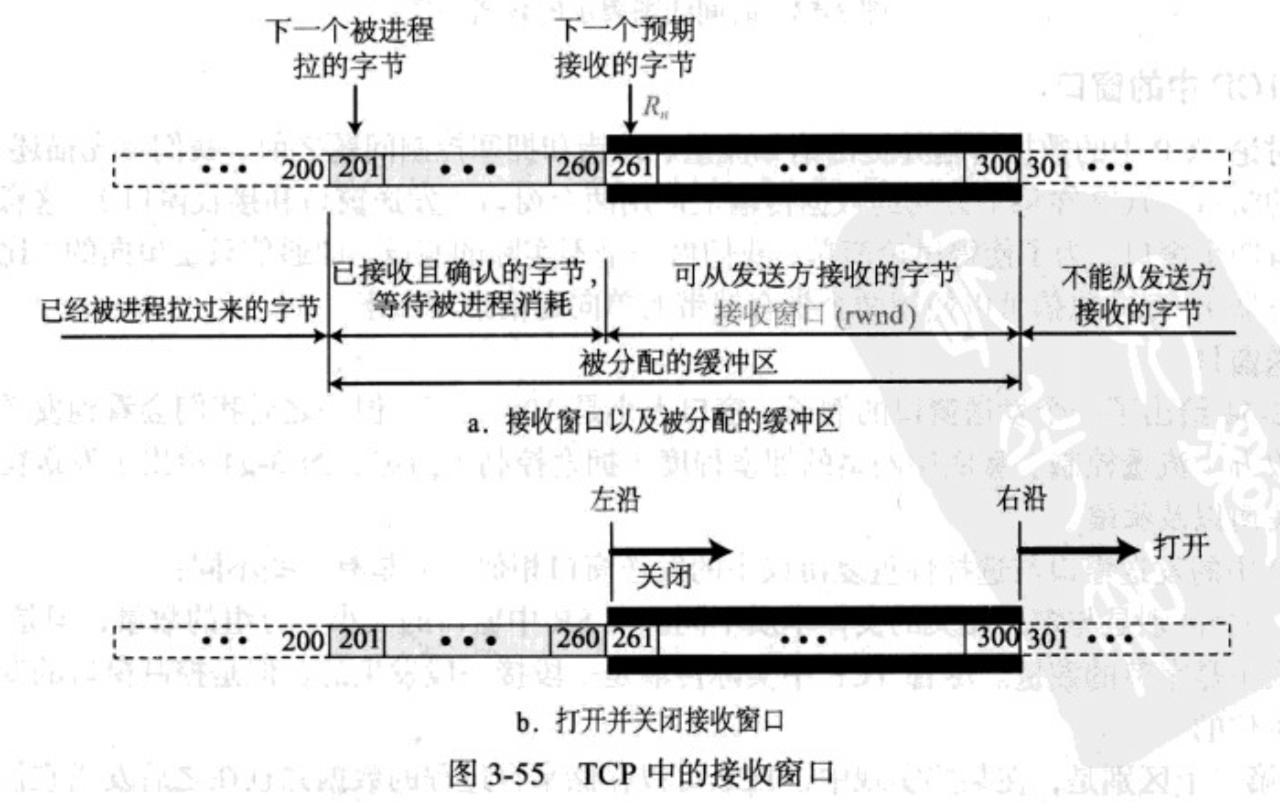 下一个被进程
拉的字节
下一个预期
接收的字节
Rn
••• 200 201 ••• 260 261 ••• 300 301 •••
已经被进程拉过来的字节
已接收且确认的字节，
等待被进程消耗
可从发送方接收的字节
接收窗口 (rwnd)
不能从发送方
接收的字节
被分配的缓冲区
a. 接收窗口以及被分配的缓冲区
左沿
右沿
关闭
打开
••• 200 201 ••• 260 261 ••• 300 301 •••
b. 打开并关闭接收窗口
图 3-55 TCP 中的接收窗口